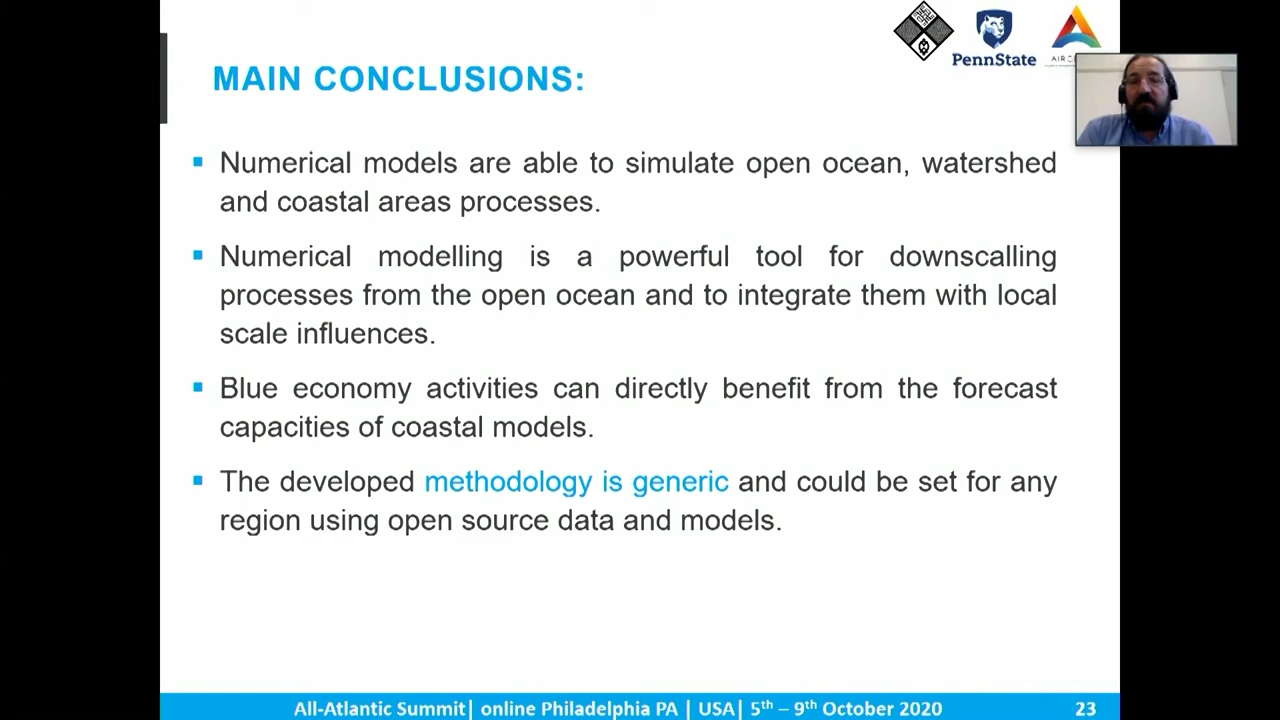 PennState
MAIN CONCLUSIONS:
Numerical models are able to simulate open ocean, watershed
and coastal areas processes.
Numerical modelling is a powerful tool for downscalling
processes from the open ocean and to integrate them with local
scale influences.
Blue economy activities can directly benefit from the forecast
capacities of coastal models.
The developed methodology is generic and could be set for any
region using open source data and models.
All-Atlantic Summit| online Philadelphia PA | USA| 5th – 9th October 2020
23